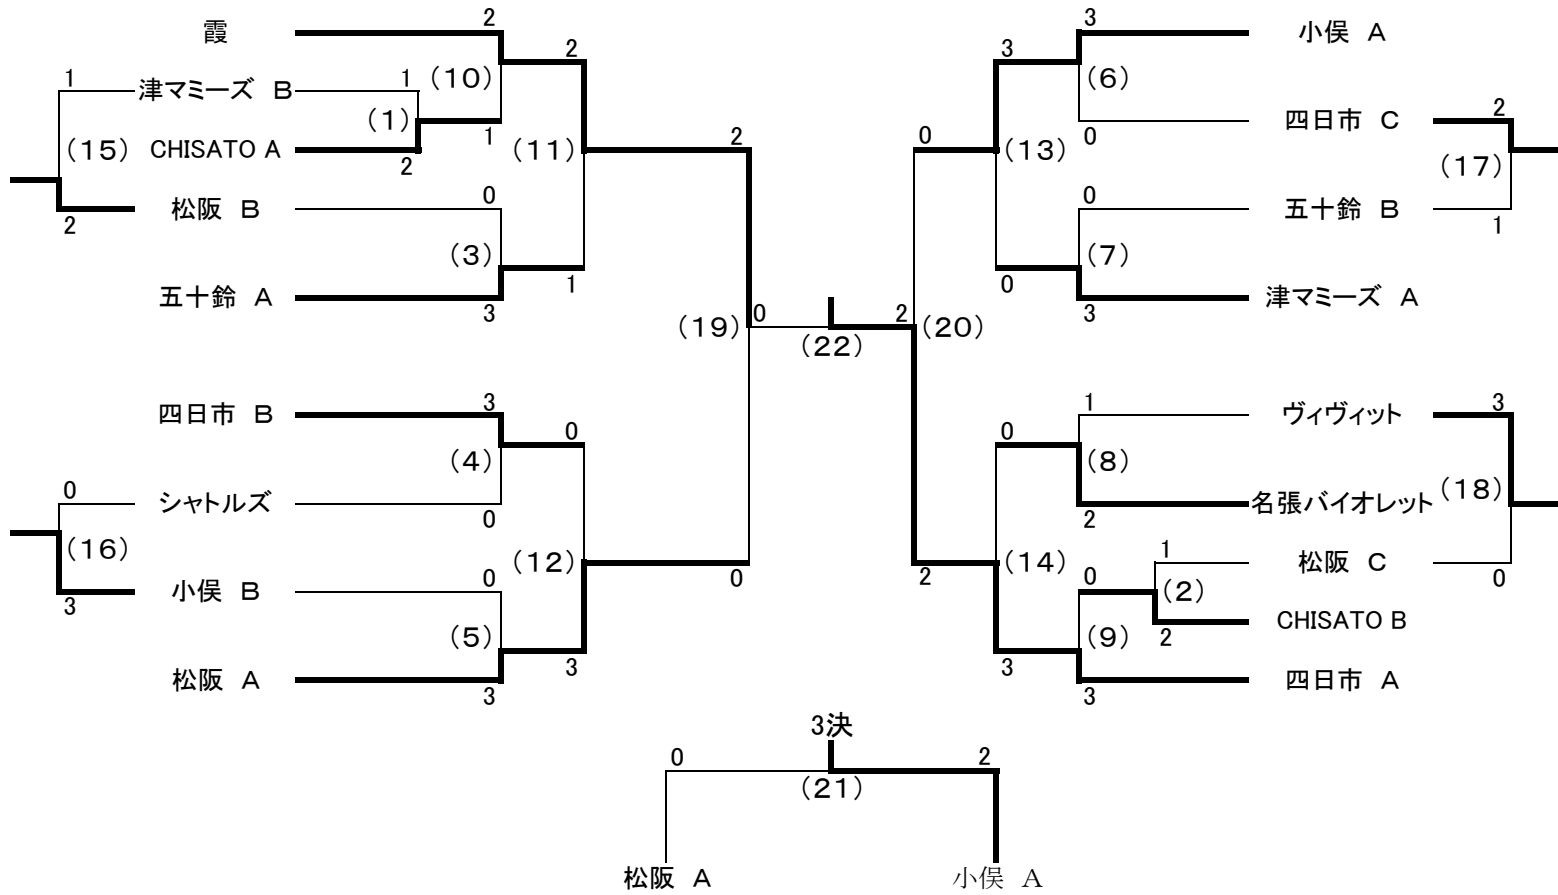 2 3
霞 小俣 A
2 3
1 津マミーズ B 1 (10) (6)
(1) 四日市 C 2
(15) CHISATO A 2 1 (11) 2 0 (13) 0 (17)
松阪 B 0 0 五十鈴 B
2 1
(3) (7)
五十鈴 A 3 1 0 3 津マミーズ A
(19) 0 (22) 2 (20)
四日市 B 3 1 ヴィヴィット 3
0 0
(4) (8)
0 シャトルズ 0 2 名張バイオレット (18)
(16) (12) (14) 1 松阪 C
小俣 B 0 0 2 0 (2) 0
3 CHISATO B
(5) (9) 2
松阪 A 3 3 3 3 四日市 A
3決
0 2
(21)
松阪 A 小俣 A